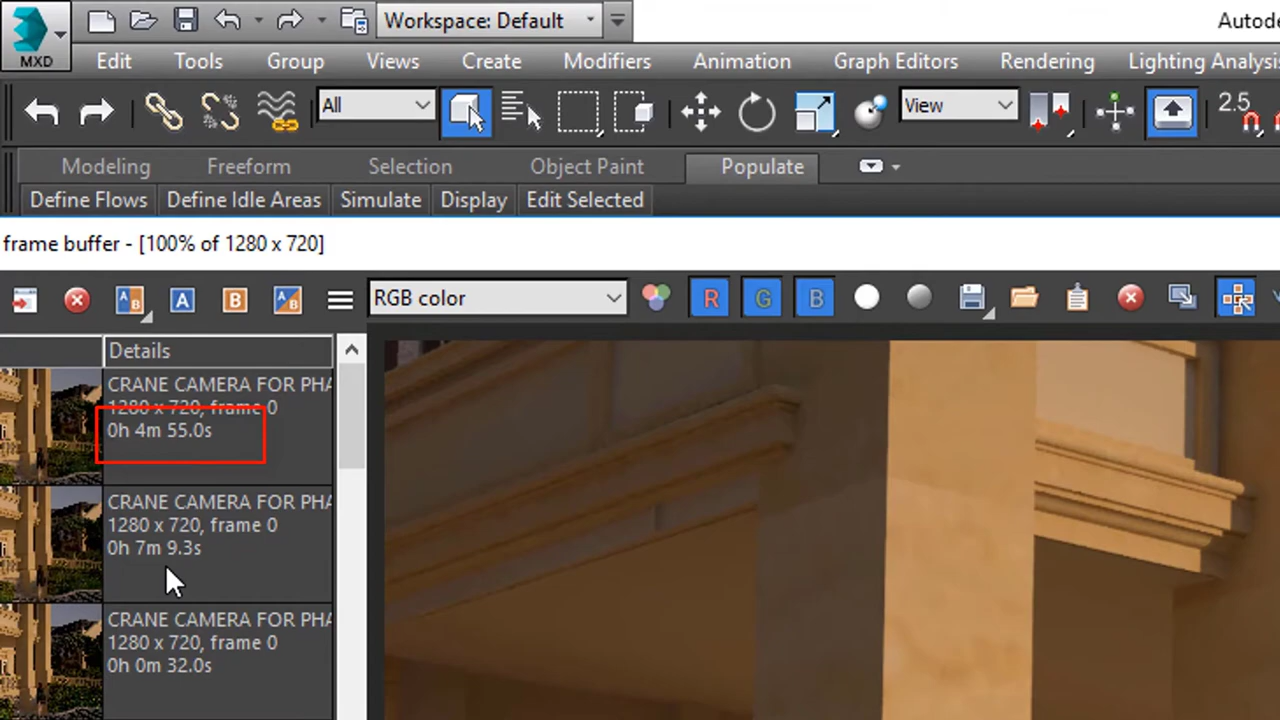 Workspace: Default
Autod
MXD
Edit Tools Group Views Create Modifiers Animation Graph Editors Rendering Lighting Analysis
All
View
2.5
Modeling Freeform Selection Object Paint Populate
Define Flows Define Idle Areas Simulate Display Edit Selected
frame buffer - [100% of 1280 x 720]
A B
A
B
A B
RGB color
R G B
Details
CRANE CAMERA FOR PHA
1280 x 720, frame 0
0h 4m 55.0s
CRANE CAMERA FOR PHA
1280 x 720, frame 0
0h 7m 9.3s
CRANE CAMERA FOR PHA
1280 x 720, frame 0
0h 0m 32.0s